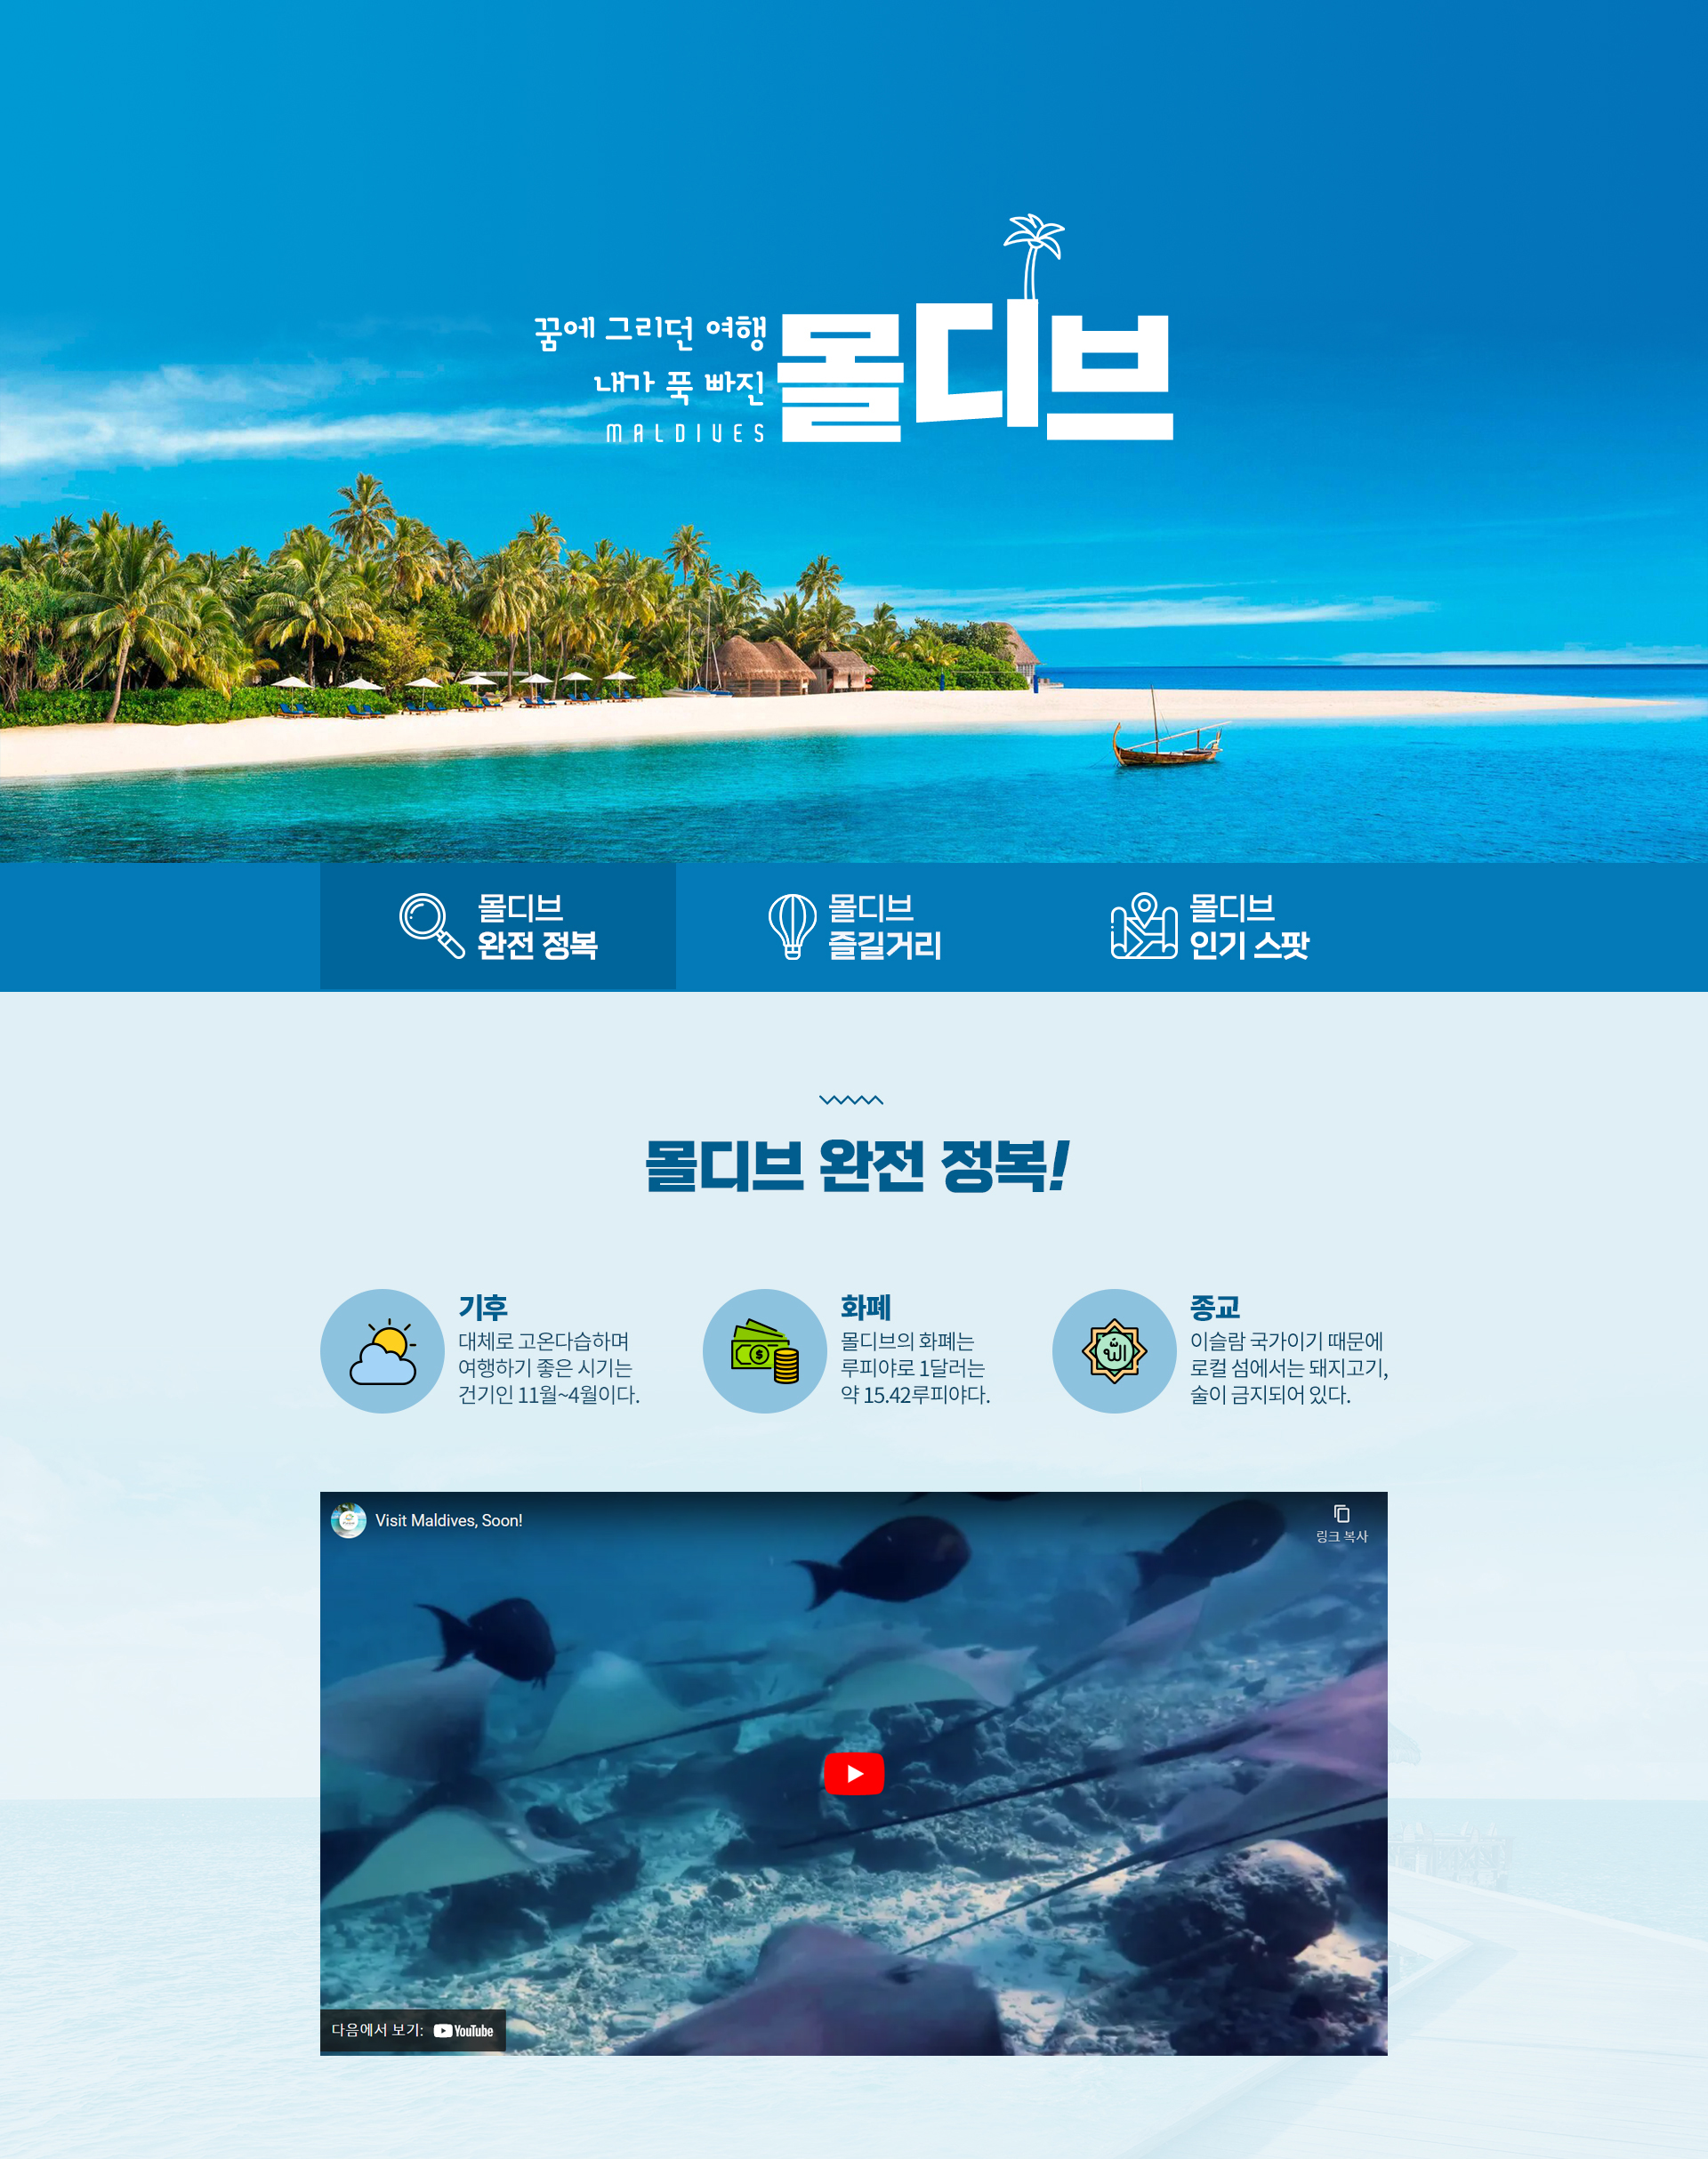 꿈에 그리던 여행
내가 푹 빠진
MALDIVES
몰디브
몰디브
완전 정복
몰디브
즐길거리
몰디브
인기 스팟
몰디브 완전 정복!
기후
대체로 고온다습하며
여행하기 좋은 시기는
건기인 11월~4월이다.
화폐
몰디브의 화폐는
루피야로 1달러는
약 15.42루피야다.
종교
이슬람 국가이기 때문에
로컬 섬에서는 돼지고기,
술이 금지되어 있다.
Visit Maldives, Soon!
링크 복사
다음에서 보기: YouTube